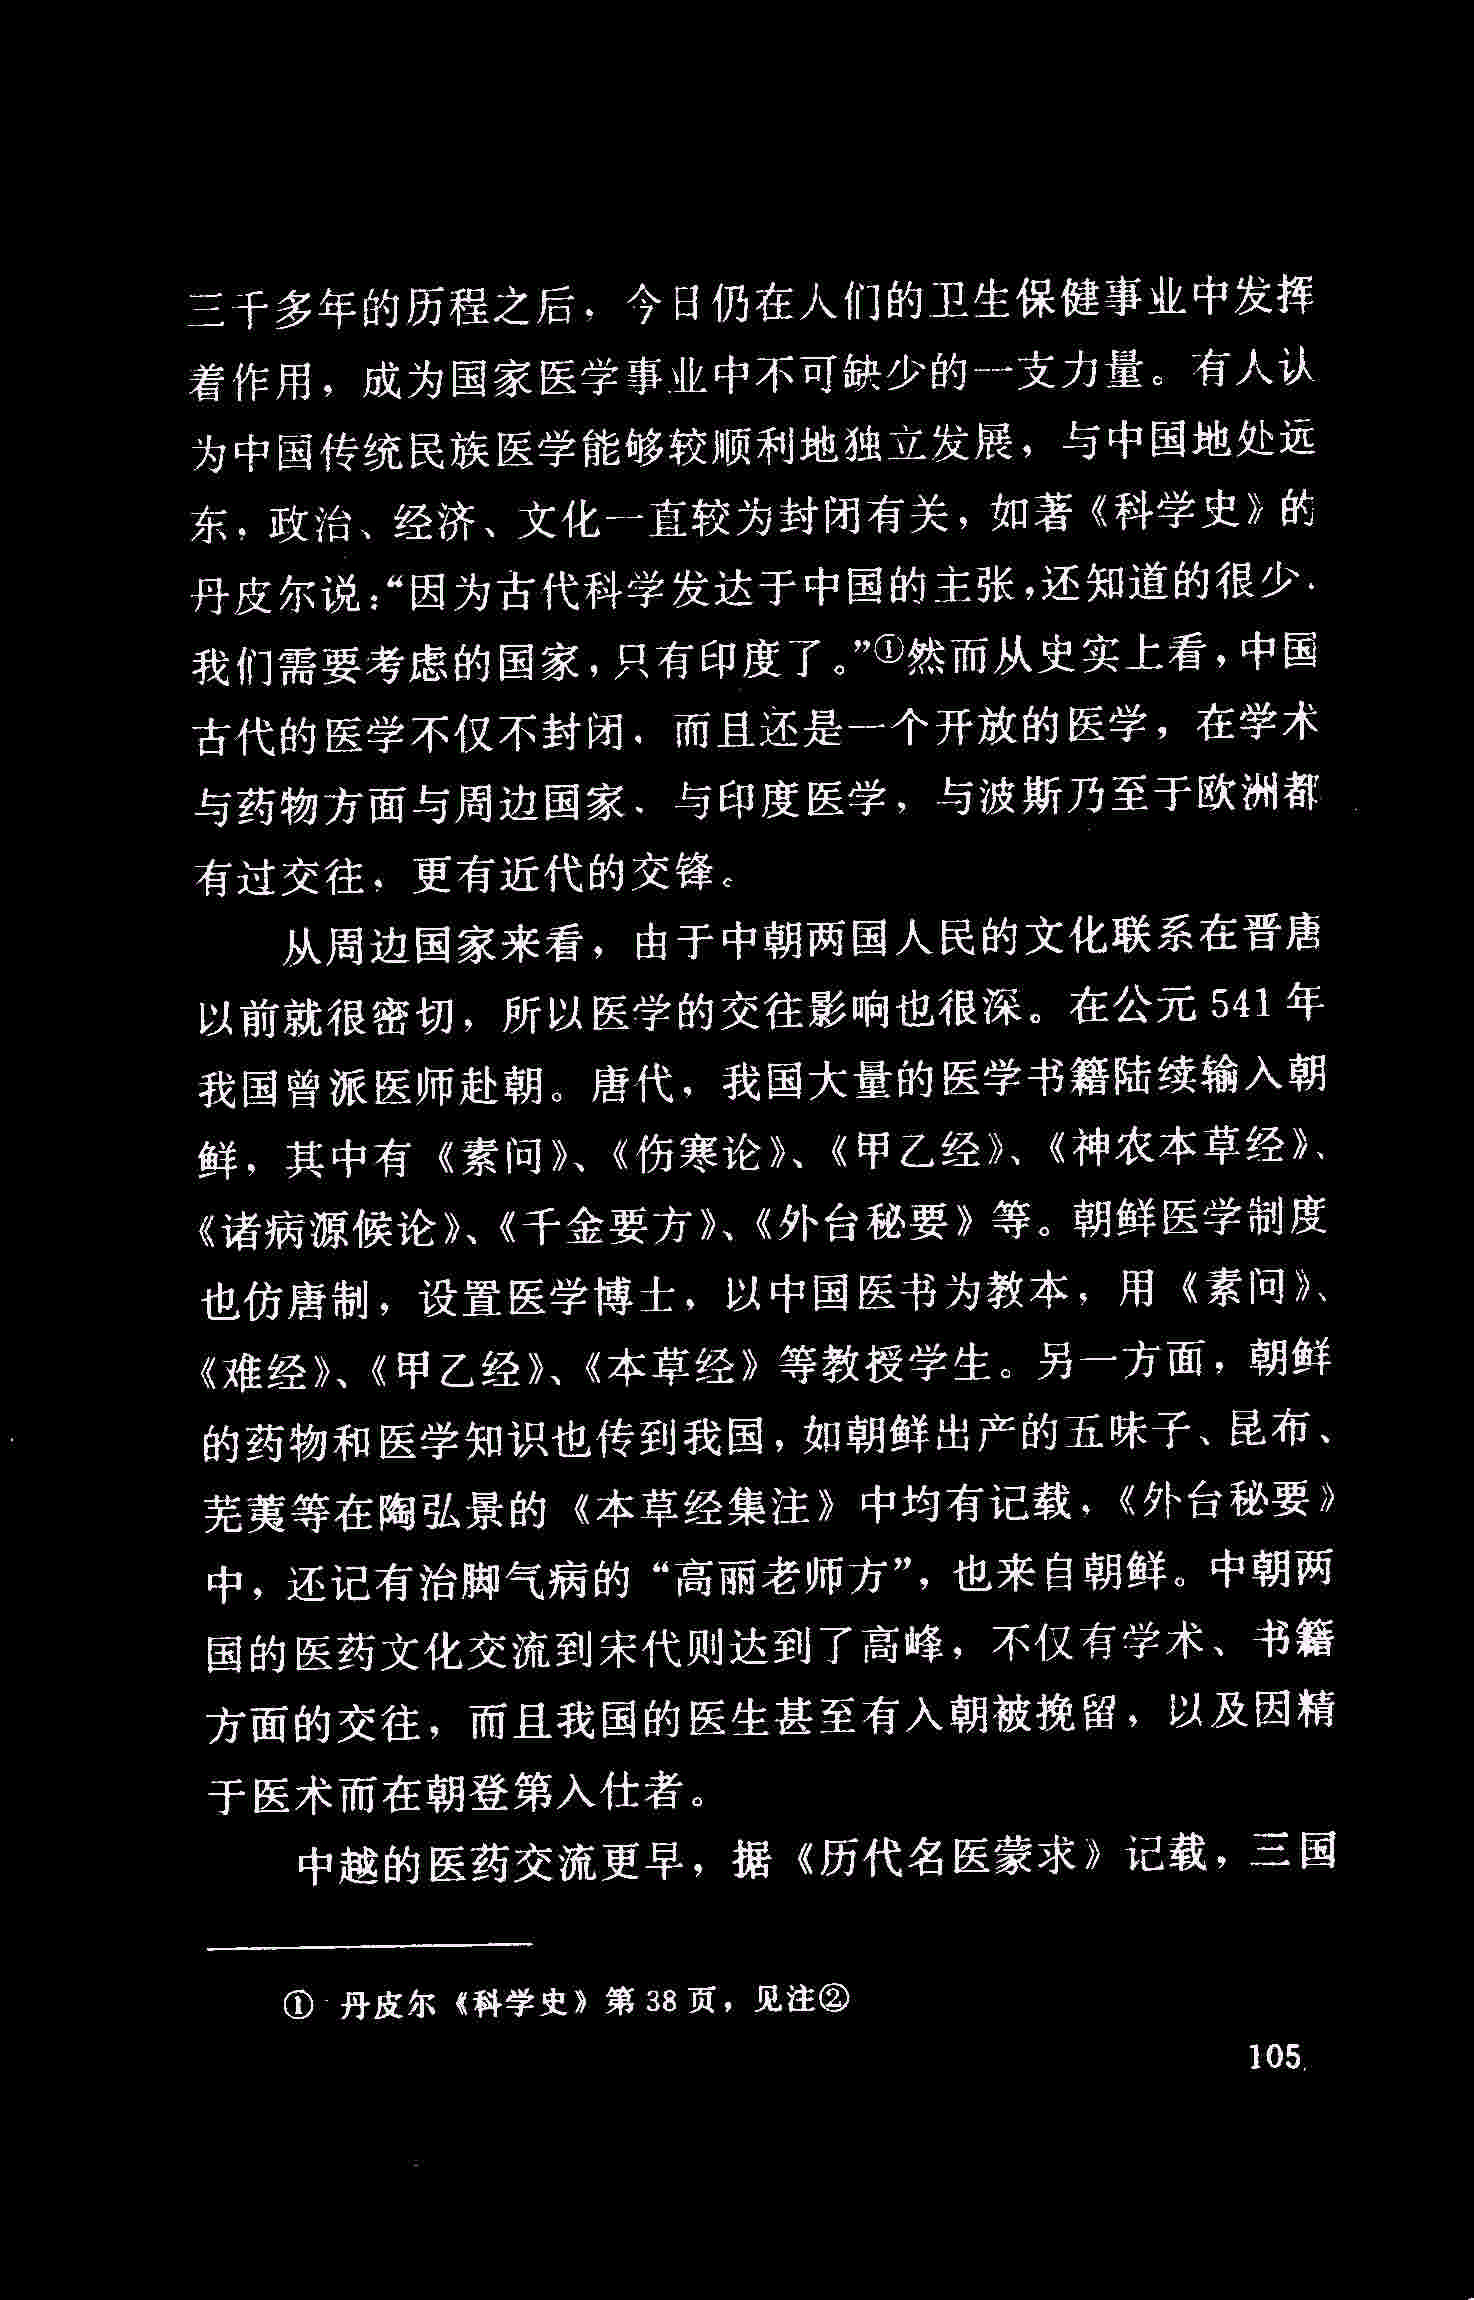 三千多年的历程之后，今日仍在人们的卫生保健事业中发挥
着作用，成为国家医学事业中不可缺少的一支力量。有人认
为中国传统民族医学能够较顺利地独立发展，与中国地处远
东，政治、经济、文化一直较为封闭有关，如著《科学史》的
丹皮尔说：“因为古代科学发达于中国的主张，还知道的很少，
我们需要考虑的国家，只有印度了。”①然而从史实上看，中国
古代的医学不仅不封闭，而且还是一个开放的医学，在学术
与药物方面与周边国家、与印度医学，与波斯乃至于欧洲都
有过交往，更有近代的交锋。
从周边国家来看，由于中朝两国人民的文化联系在晋唐
以前就很密切，所以医学的交往影响也很深。在公元541年
我国曾派医师赴朝。唐代，我国大量的医学书籍陆续输入朝
鲜，其中有《素问》、《伤寒论》、《甲乙经》、《神农本草经》、
《诸病源候论》、《千金要方》、《外台秘要》等。朝鲜医学制度
也仿唐制，设置医学博士，以中国医书为教本，用《素问》、
《难经》、《甲乙经》、《本草经》等教授学生。另一方面，朝鲜
的药物和医学知识也传到我国，如朝鲜出产的五味子、昆布、
芜荑等在陶弘景的《本草经集注》中均有记载，《外台秘要》
中，还记有治脚气病的“高丽老师方”，也来自朝鲜。中朝两
国的医药文化交流到宋代则达到了高峰，不仅有学术、书籍
方面的交往，而且我国的医生甚至有入朝被挽留，以及因精
于医术而在朝登第入仕者。
中越的医药交流更早，据《历代名医蒙求》记载，三国
① 丹皮尔《科学史》第38页，见注②
105